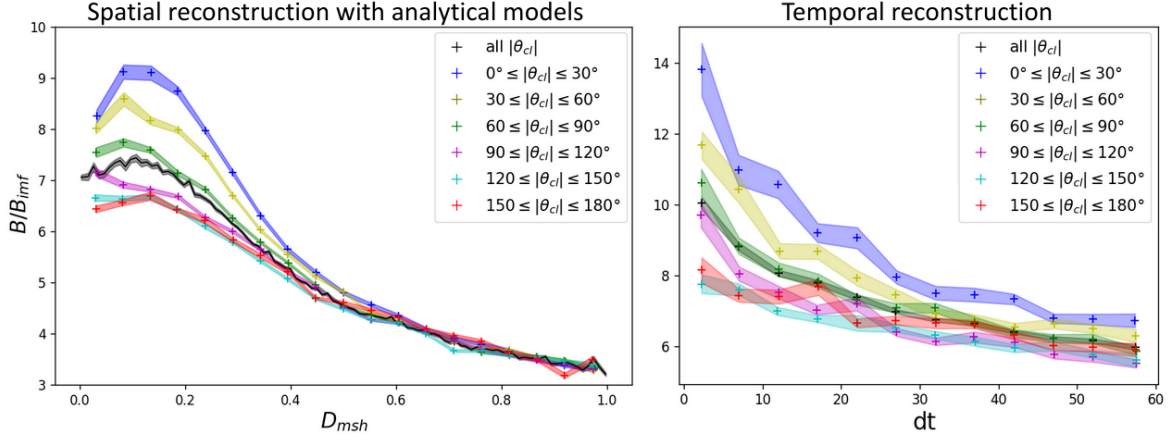 Spatial reconstruction with analytical models
10
9
8
7
6
5
4
3
B/B_imf
0.0 0.2 0.4 0.6 0.8 1.0
D_msh
all |θ_cl|
0° ≤ |θ_cl| ≤ 30°
30 ≤ |θ_cl| ≤ 60°
60 ≤ |θ_cl| ≤ 90°
90 ≤ |θ_cl| ≤ 120°
120 ≤ |θ_cl| ≤ 150°
150 ≤ |θ_cl| ≤ 180°
Temporal reconstruction
14
12
10
8
6
0 10 20 30 40 50 60
dt
all |θ_cl|
0° ≤ |θ_cl| ≤ 30°
30 ≤ |θ_cl| ≤ 60°
60 ≤ |θ_cl| ≤ 90°
90 ≤ |θ_cl| ≤ 120°
120 ≤ |θ_cl| ≤ 150°
150 ≤ |θ_cl| ≤ 180°